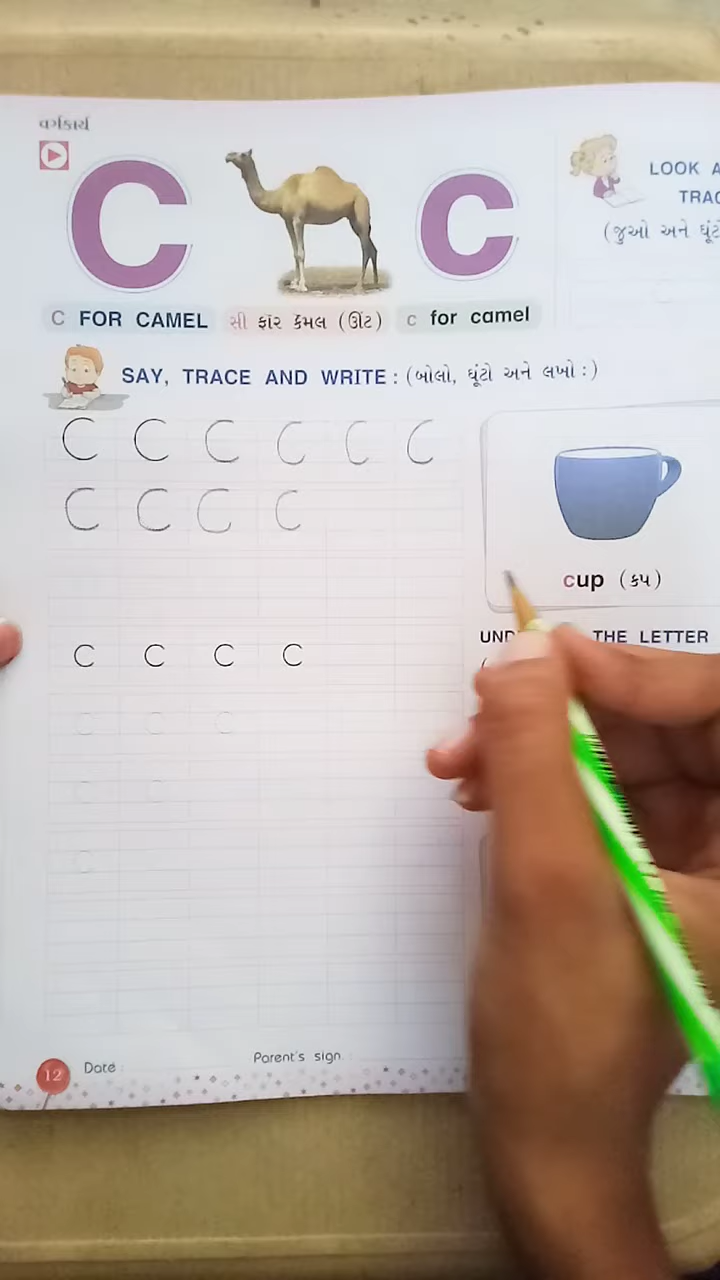 વર્ગકાર્ય
C C
C FOR CAMEL સી ફૉર કૅમલ (ઊંટ) c for camel
LOOK A
TRAC
(જુઓ અને ઘૂંટો
SAY, TRACE AND WRITE : (બોલો, ઘૂંટો અને લખો :)
C C C C C C
C C C C
cup (કપ)
UND THE LETTER
c c c c
c c c
c c
c
12 Date : Parent's sign :